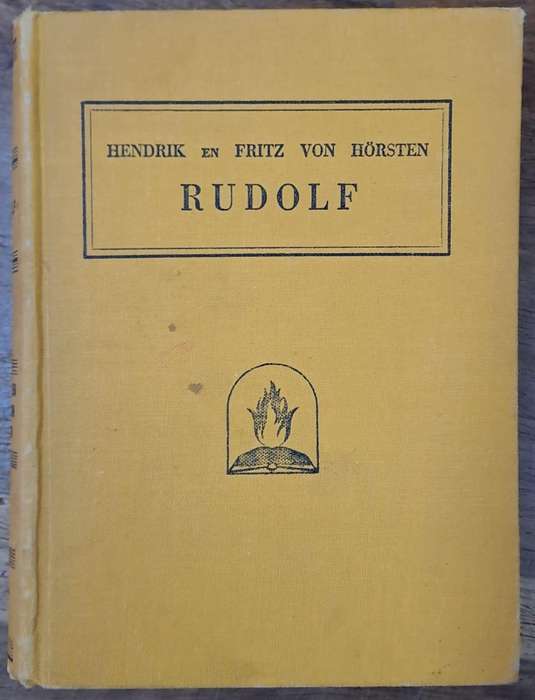 HENDRIK EN FRITZ VON HÖRSTEN
RUDOLF